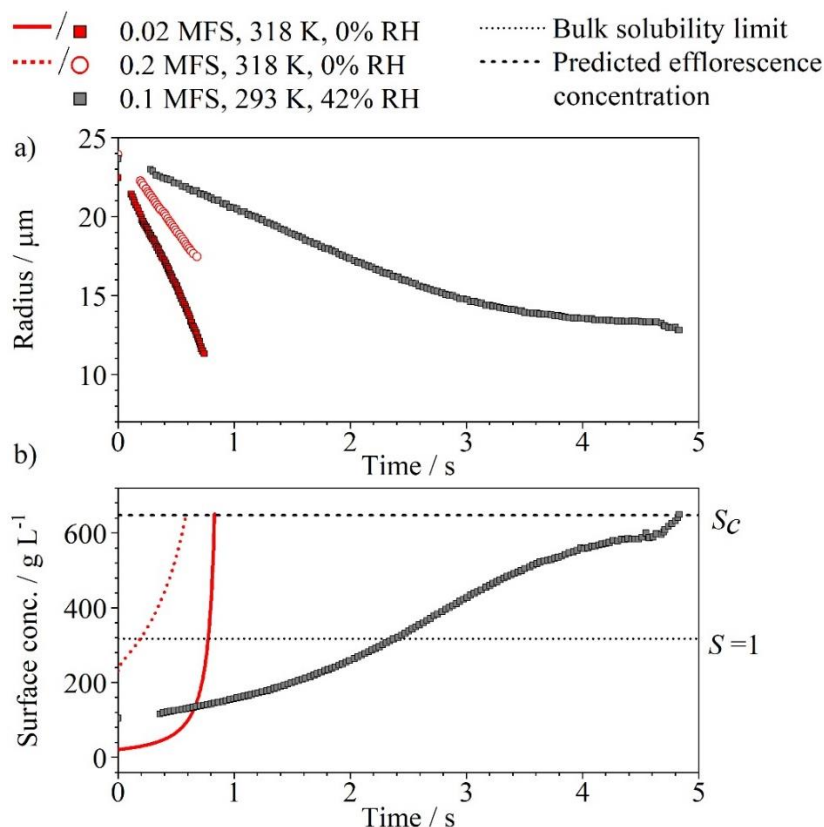 / 0.02 MFS, 318 K, 0% RH
/ 0.2 MFS, 318 K, 0% RH
0.1 MFS, 293 K, 42% RH
Bulk solubility limit
Predicted efflorescence
concentration
a)
25
20
15
10
Radius / μm
0 1 2 3 4 5
Time / s
b)
600
400
200
0
Surface conc. / g L⁻¹
Sc
S =1
0 1 2 3 4 5
Time / s